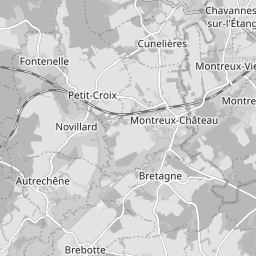 Chavannes-
sur-l'Étang
Cunelières
Fontenelle
Montreux-Vie
Petit-Croix
Montre
Novillard
Montreux-Château
Bretagne
Autrechêne
Brebotte